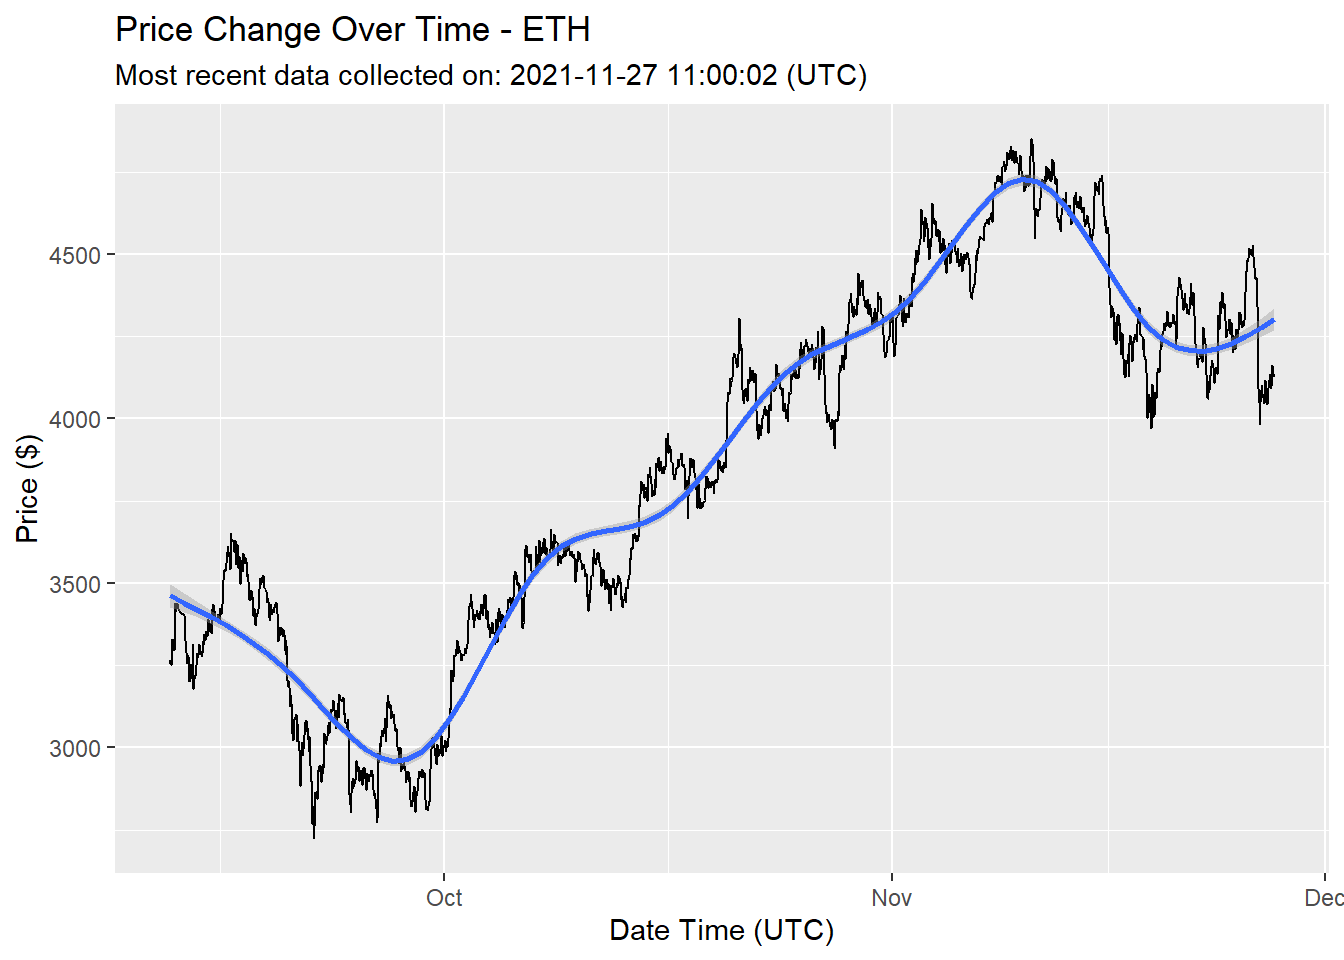 Price Change Over Time - ETH
Most recent data collected on: 2021-11-27 11:00:02 (UTC)
Price ($)
4500
4000
3500
3000
Oct
Nov
Dec
Date Time (UTC)